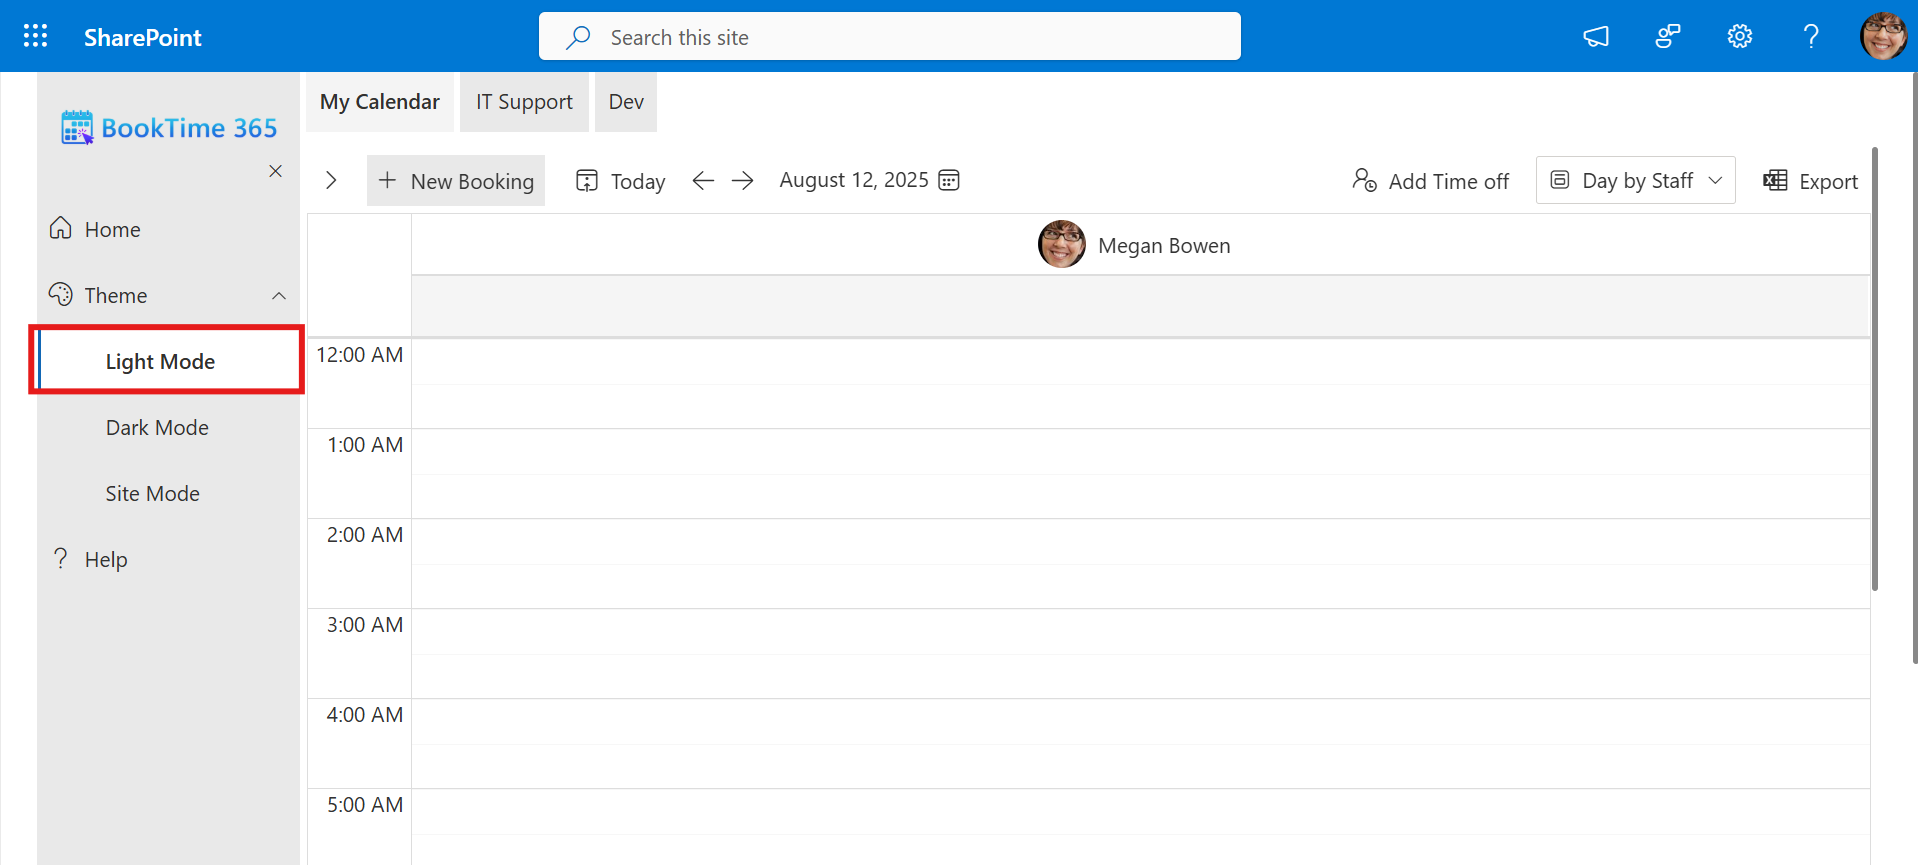 SharePoint
Search this site
BookTime 365
My Calendar
IT Support
Dev
New Booking
Today
August 12, 2025
Add Time off
Day by Staff
Export
Home
Theme
Light Mode
Dark Mode
Site Mode
Help
Megan Bowen
12:00 AM
1:00 AM
2:00 AM
3:00 AM
4:00 AM
5:00 AM